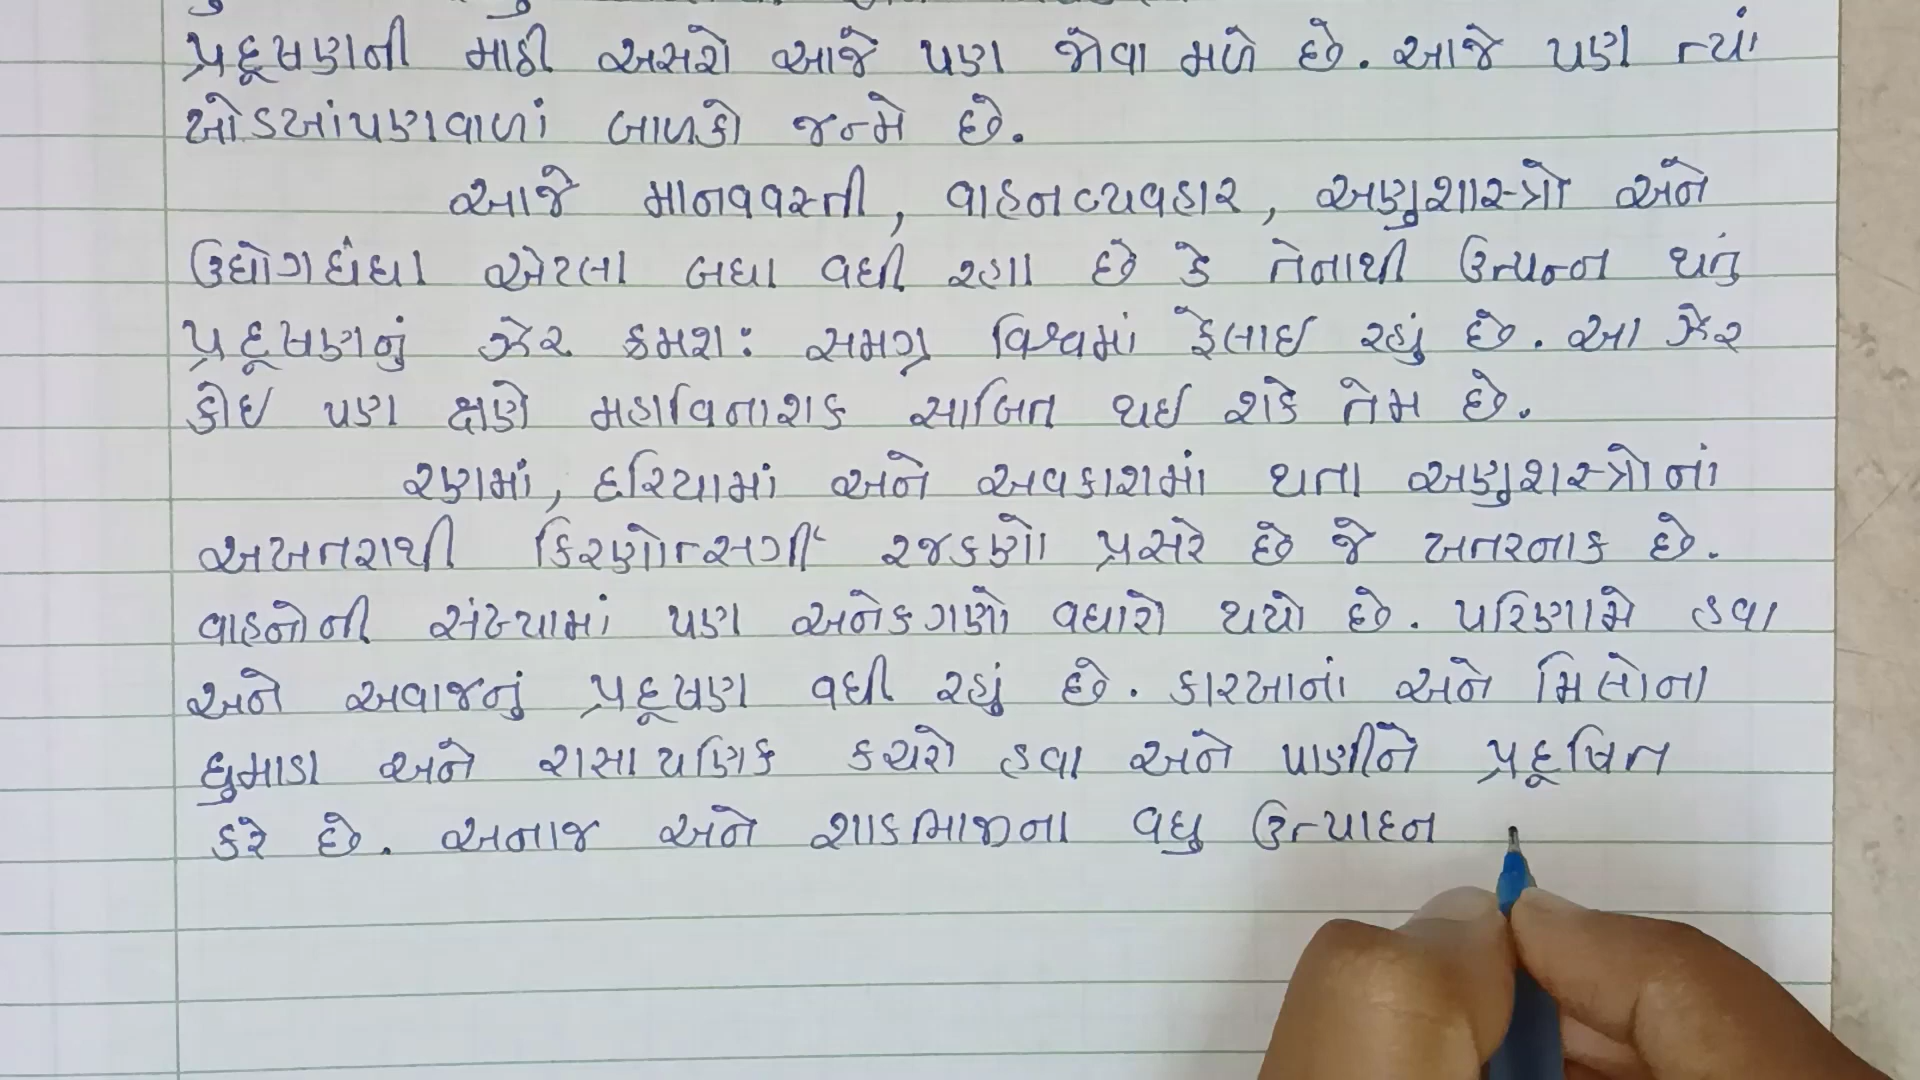 પ્રદૂષણની માઠી અસરો આજે પણ જોવા મળે છે. આજે પણ ત્યાં
ખોડખાંપણવાળાં બાળકો જન્મે છે.
આજે માનવવસ્તી, વાહનવ્યવહાર, અણુશાસ્ત્રો અને
ઉદ્યોગધંધા એટલા બધા વધી રહ્યા છે કે તેનાથી ઉત્પન્ન થતું
પ્રદૂષણનું ઝેર ક્રમશઃ સમગ્ર વિશ્વમાં ફેલાઈ રહ્યું છે. આ ઝેર
કોઈ પણ ક્ષણે મહાવિનાશક સાબિત થઈ શકે તેમ છે.
રણમાં, દરિયામાં અને અવકાશમાં થતા અણુશસ્ત્રોનાં
અખતરાથી કિરણોત્સર્ગી રજકણો પ્રસરે છે જે ખતરનાક છે.
વાહનોની સંખ્યામાં પણ અનેકગણો વધારો થયો છે. પરિણામે હવા
અને અવાજનું પ્રદૂષણ વધી રહ્યું છે. કારખાનાં અને મિલોના
ધુમાડા અને રાસાયણિક કચરો હવા અને પાણીને પ્રદૂષિત
કરે છે. અનાજ અને શાકભાજીના વધુ ઉત્પાદન